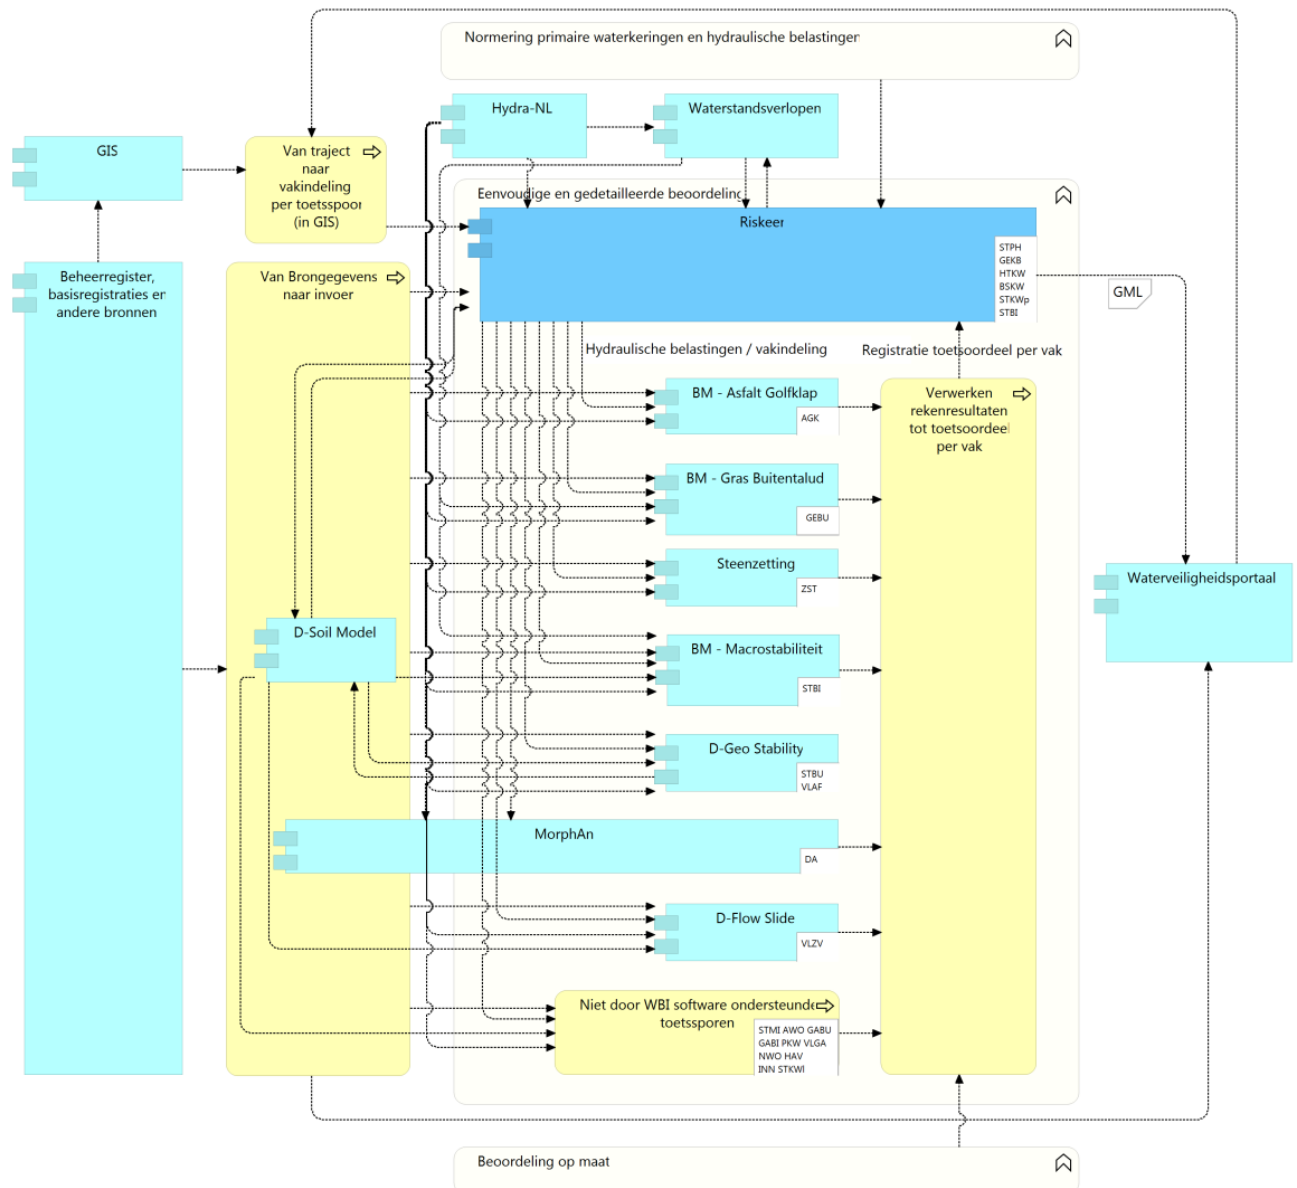 Normering primaire waterkeringen en hydraulische belastingen
Hydra-NL
Waterstandsverlopen
GIS
Van traject
naar
vakindeling
per toetsspoor
(in GIS)
Eenvoudige en gedetailleerde beoordeling
Riskeer
STPH
GEKB
HTKW
BSKW
STKWp
STBI
GML
Beheerregister,
basisregistraties en
andere bronnen
Van Brongegevens
naar invoer
Hydraulische belastingen / vakindeling
Registratie toetsoordeel per vak
BM - Asfalt Golfklap
AGK
Verwerken
rekenresultaten
tot toetsoordeel
per vak
BM - Gras Buitentalud
GEBU
Steenzetting
ZST
Waterveiligheidsportaal
D-Soil Model
BM - Macrostabiliteit
STBI
D-Geo Stability
STBU
VLAF
MorphAn
DA
D-Flow Slide
VLZV
Niet door WBI software ondersteunde
toetssporen
STMI AWO GABU
GABI PKW VLGA
NWO HAV
INN STKWl
Beoordeling op maat